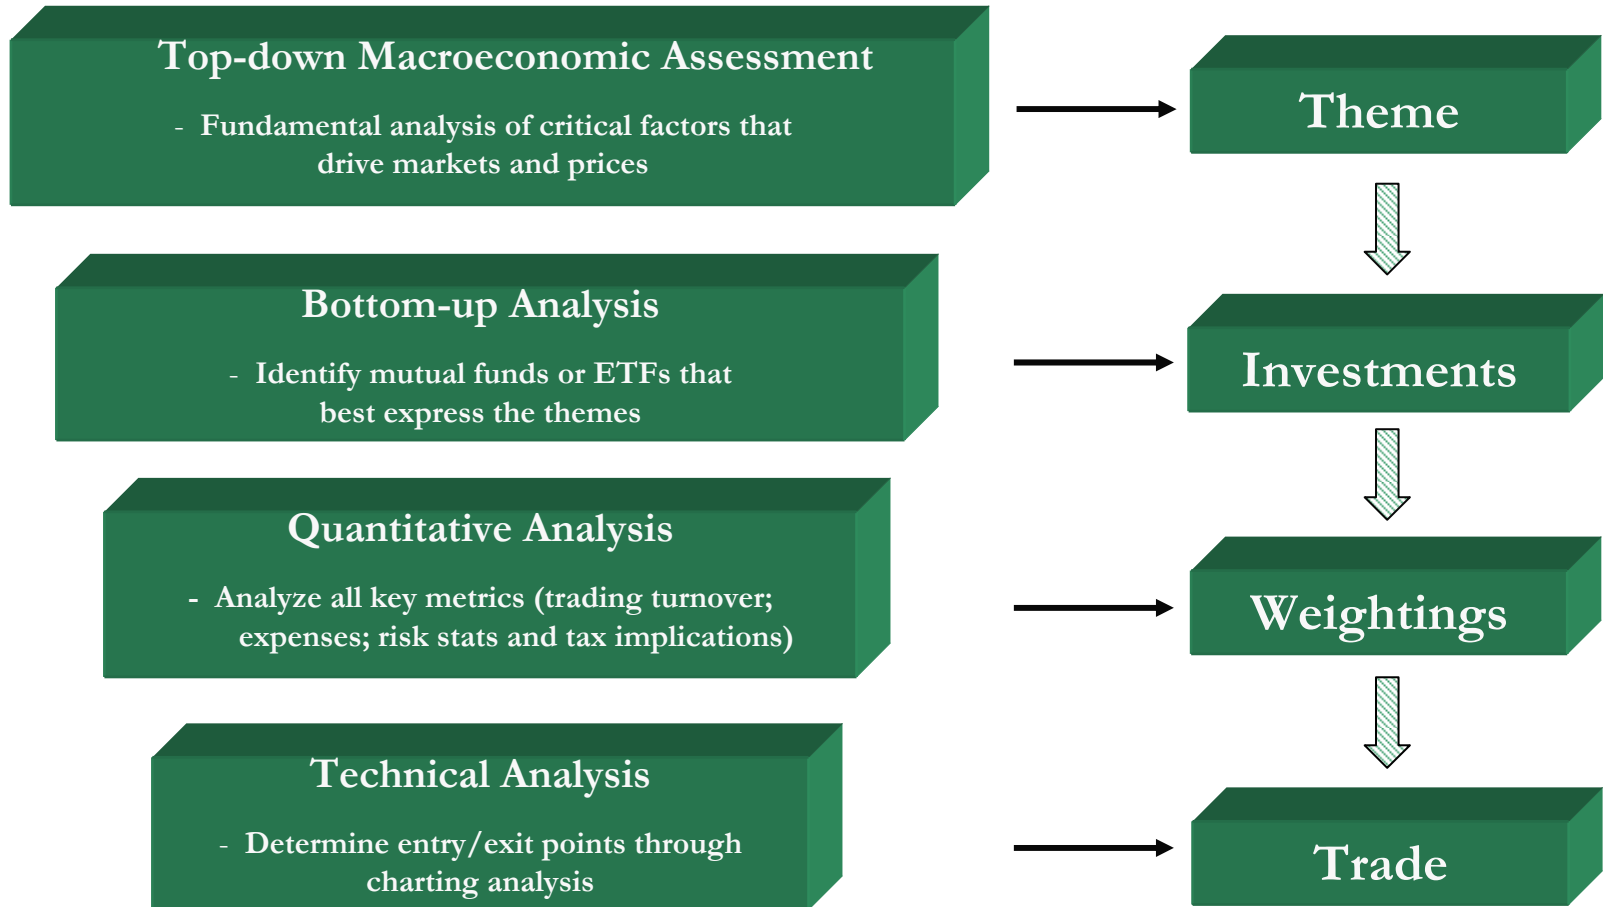 Top-down Macroeconomic Assessment
- Fundamental analysis of critical factors that
drive markets and prices
Theme
Bottom-up Analysis
- Identify mutual funds or ETFs that
best express the themes
Investments
Quantitative Analysis
- Analyze all key metrics (trading turnover;
expenses; risk stats and tax implications)
Weightings
Technical Analysis
- Determine entry/exit points through
charting analysis
Trade